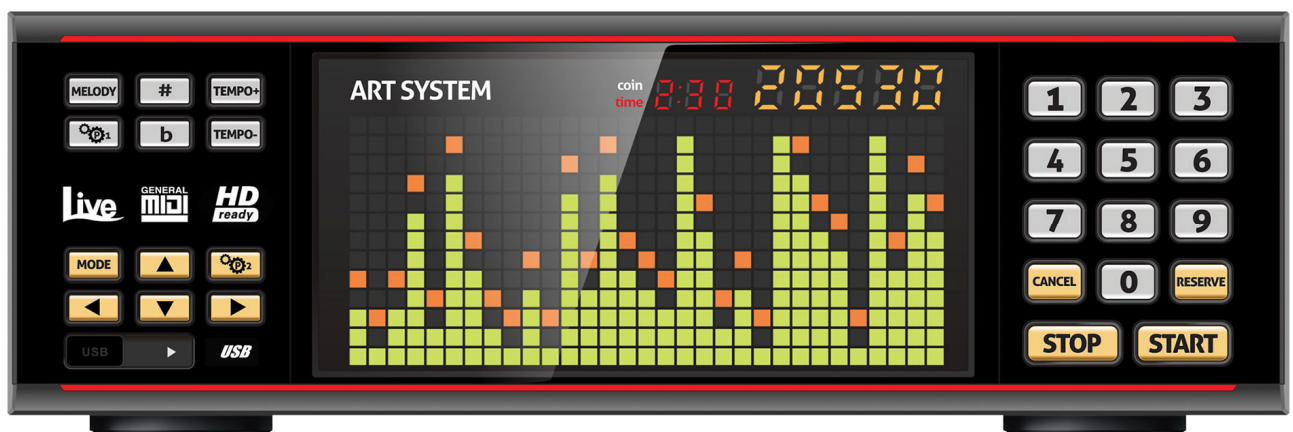 MELODY # TEMPO+
P1 b TEMPO-
Live GENERAL MIDI HD ready
MODE P2
USB USB
ART SYSTEM
coin
time
2:30
20530
1 2 3
4 5 6
7 8 9
CANCEL 0 RESERVE
STOP START